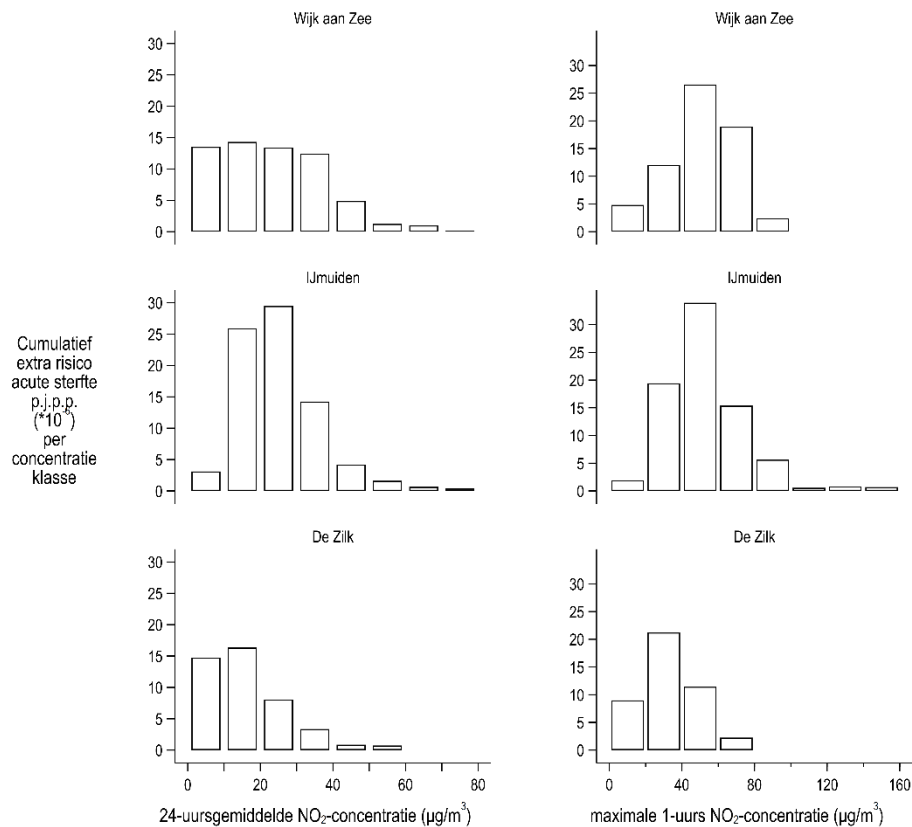 Wijk aan Zee
30
25
20
15
10
5
0
Wijk aan Zee
30
25
20
15
10
5
0
IJmuiden
30
25
20
15
10
5
0
IJmuiden
30
25
20
15
10
5
0
Cumulatief
extra risico
acute sterfte
p.j.p.p.
(*10⁻⁶)
per
concentratie
klasse
De Zilk
30
25
20
15
10
5
0
De Zilk
30
25
20
15
10
5
0
0 20 40 60 80
0 40 80 120 160
24-uursgemiddelde NO₂-concentratie (µg/m³)
maximale 1-uurs NO₂-concentratie (µg/m³)